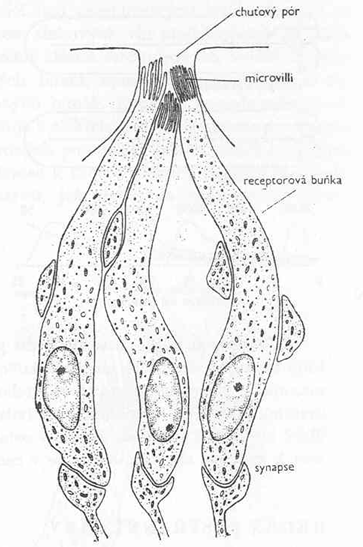 chuťový pór
microvilli
receptorová buňka
synapse